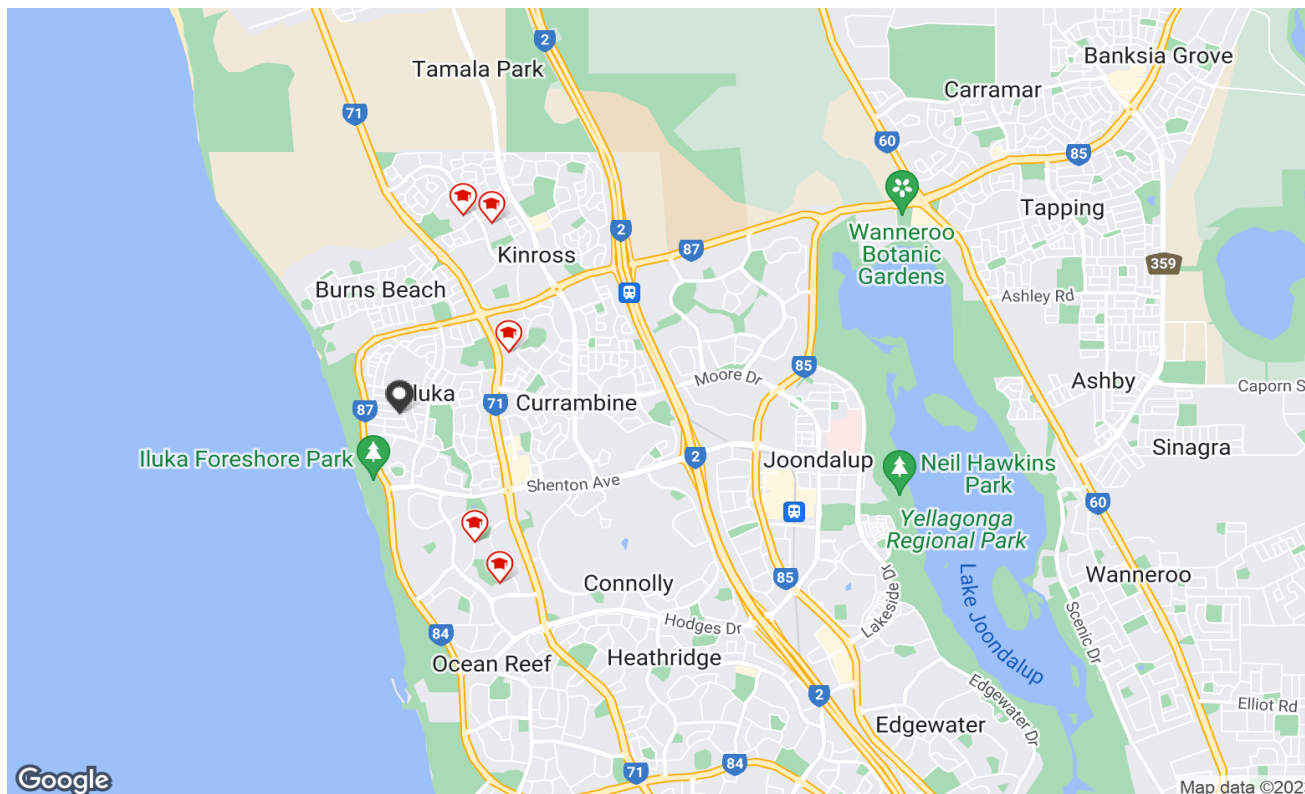 2
Banksia Grove
Tamala Park
Carramar
71
60
85
Tapping
Kinross
2
87
Wanneroo
Botanic
Gardens
359
Burns Beach
Ashley Rd
85
Moore Dr
Ashby
Caporn S
luka
87
71
Currambine
Sinagra
Iluka Foreshore Park
2
Joondalup
Neil Hawkins
Park
Shenton Ave
60
Yellagonga
Regional Park
Connolly
85
Wanneroo
Lakeside Dr
Lake Joondalup
Scenic Dr
Hodges Dr
84
Ocean Reef
Heathridge
2
Edgewater Dr
Elliot Rd
Edgewater
84
71
Google
Map data ©202